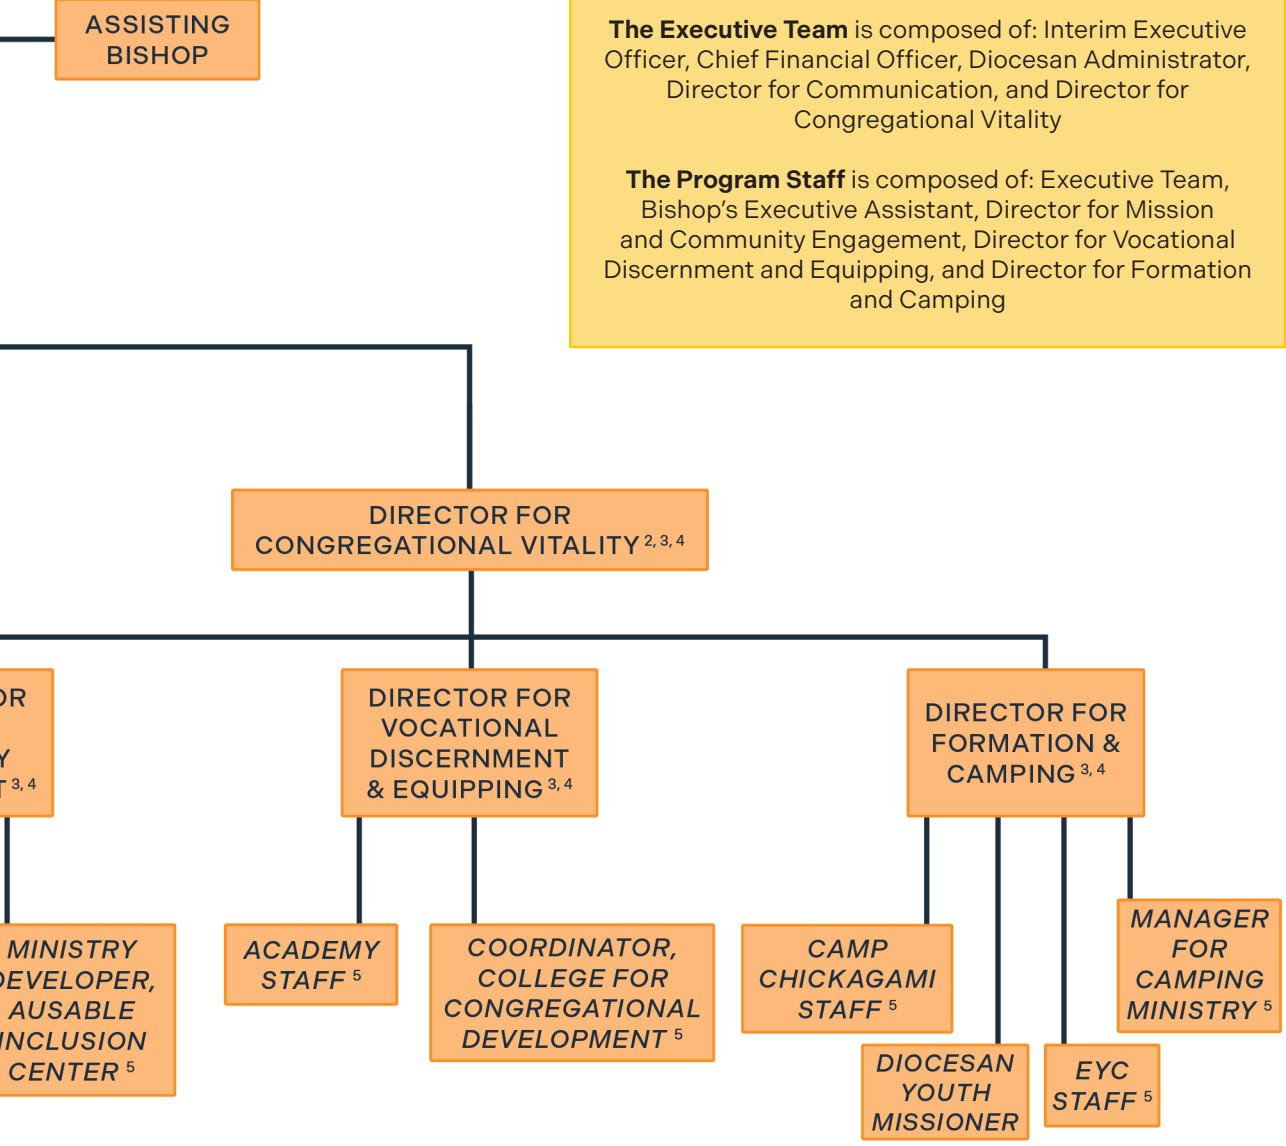 ASSISTING
BISHOP
The Executive Team is composed of: Interim Executive
Officer, Chief Financial Officer, Diocesan Administrator,
Director for Communication, and Director for
Congregational Vitality
The Program Staff is composed of: Executive Team,
Bishop’s Executive Assistant, Director for Mission
and Community Engagement, Director for Vocational
Discernment and Equipping, and Director for Formation
and Camping
DIRECTOR FOR
CONGREGATIONAL VITALITY 2, 3, 4
OR
Y
T 3, 4
DIRECTOR FOR
VOCATIONAL
DISCERNMENT
& EQUIPPING 3, 4
DIRECTOR FOR
FORMATION &
CAMPING 3, 4
MINISTRY
DEVELOPER,
AUSABLE
INCLUSION
CENTER 5
ACADEMY
STAFF 5
COORDINATOR,
COLLEGE FOR
CONGREGATIONAL
DEVELOPMENT 5
CAMP
CHICKAGAMI
STAFF 5
DIOCESAN
YOUTH
MISSIONER
EYC
STAFF 5
MANAGER
FOR
CAMPING
MINISTRY 5